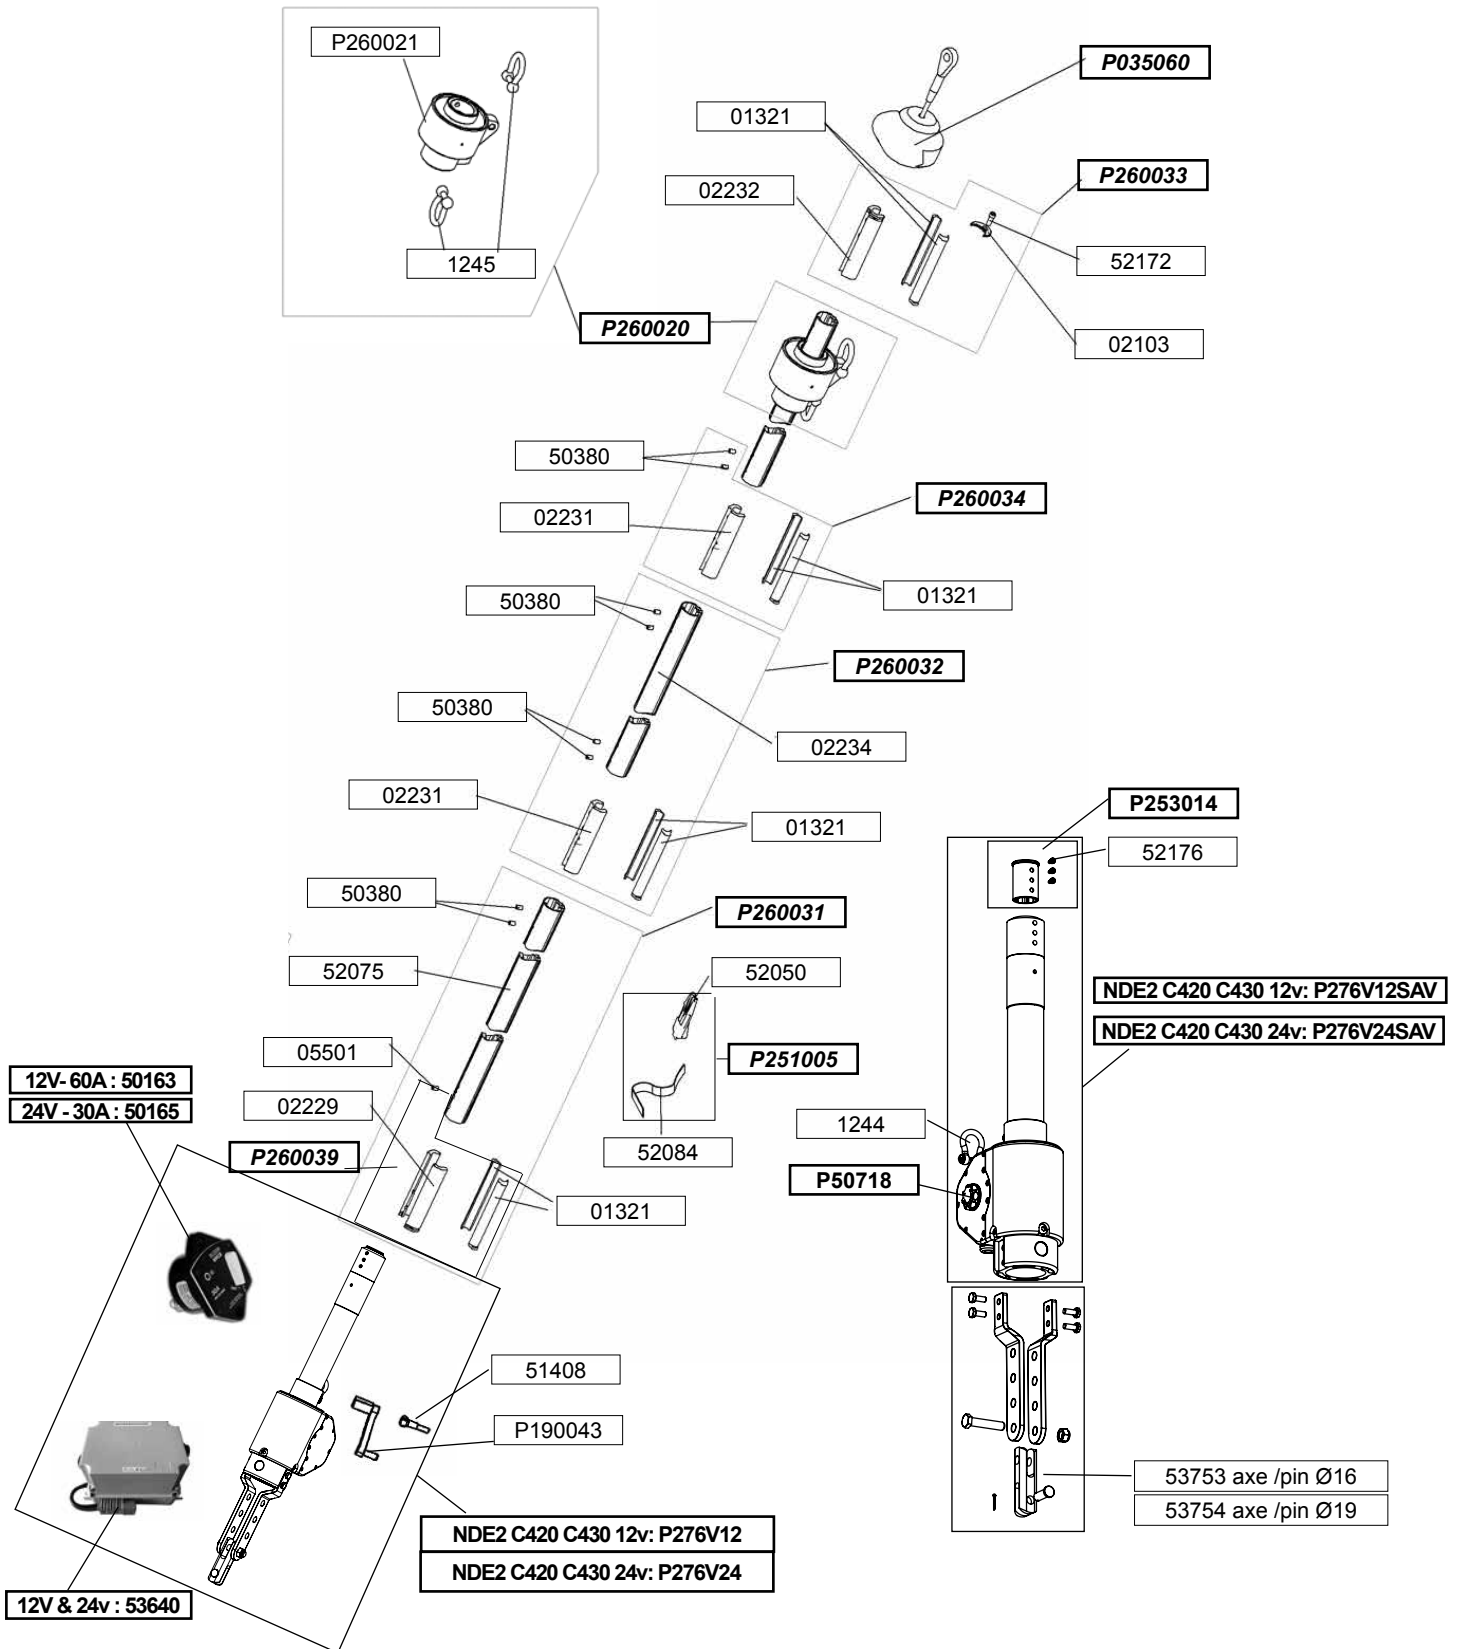 P260021
P035060
01321
P260033
02232
1245
52172
P260020
02103
50380
P260034
02231
50380
01321
P260032
50380
02234
02231
01321
P253014
52176
50380
P260031
52075
52050
NDE2 C420 C430 12v: P276V12SAV
NDE2 C420 C430 24v: P276V24SAV
05501
P251005
12V- 60A : 50163
24V - 30A : 50165
02229
1244
P260039
52084
P50718
01321
51408
P190043
53753 axe /pin Ø16
53754 axe /pin Ø19
NDE2 C420 C430 12v: P276V12
NDE2 C420 C430 24v: P276V24
12V & 24v : 53640